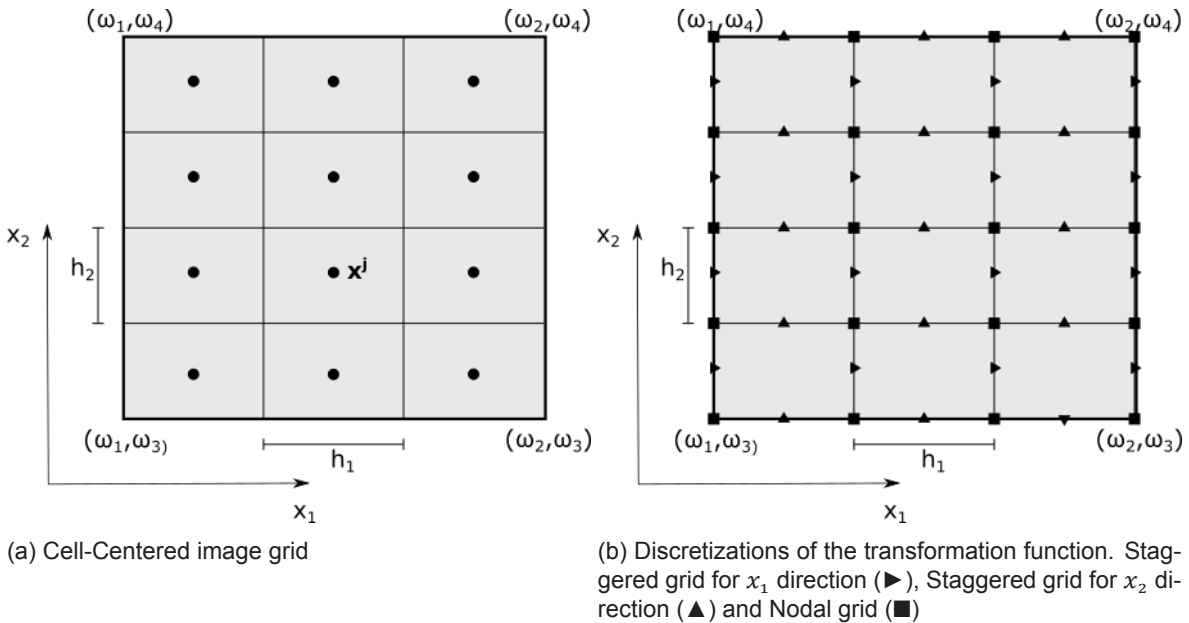 (ω₁,ω₄) (ω₂,ω₄)
x₂
h₂
xʲ
(ω₁,ω₃) (ω₂,ω₃)
h₁
x₁
(a) Cell-Centered image grid
(ω₁,ω₄) (ω₂,ω₄)
x₂
h₂
(ω₁,ω₃) (ω₂,ω₃)
h₁
x₁
(b) Discretizations of the transformation function. Stag-
gered grid for x₁ direction (►), Staggered grid for x₂ di-
rection (▲) and Nodal grid (■)